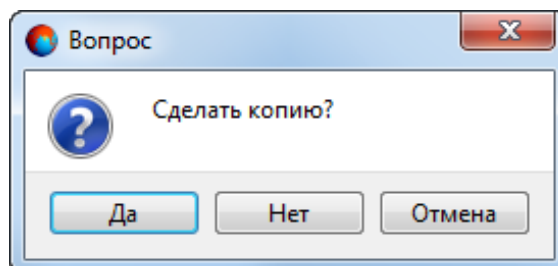 Вопрос
Сделать копию?
Да
Нет
Отмена